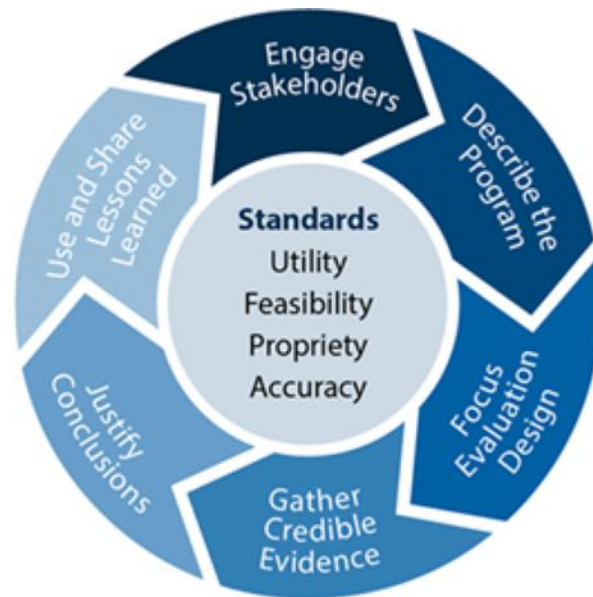 Engage
Stakeholders
Describe the
Program
Focus
Evaluation
Design
Gather
Credible
Evidence
Justify
Conclusions
Use and Share
Lessons
Learned
Standards
Utility
Feasibility
Propriety
Accuracy